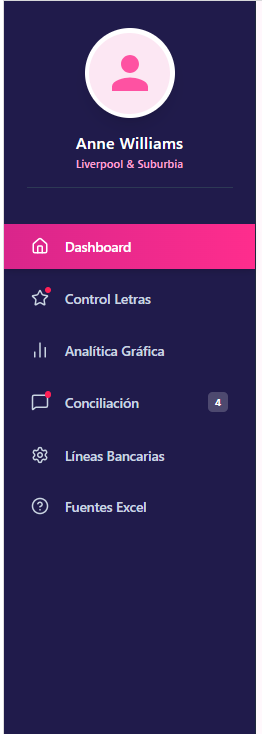 Anne Williams
Liverpool & Suburbia
Dashboard
Control Letras
Analítica Gráfica
Conciliación 4
Líneas Bancarias
Fuentes Excel